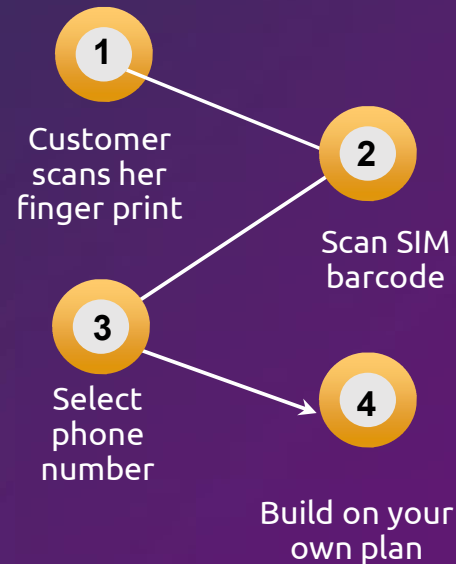 1
Customer
scans her
finger print
2
Scan SIM
barcode
3
Select
phone
number
4
Build on your
own plan